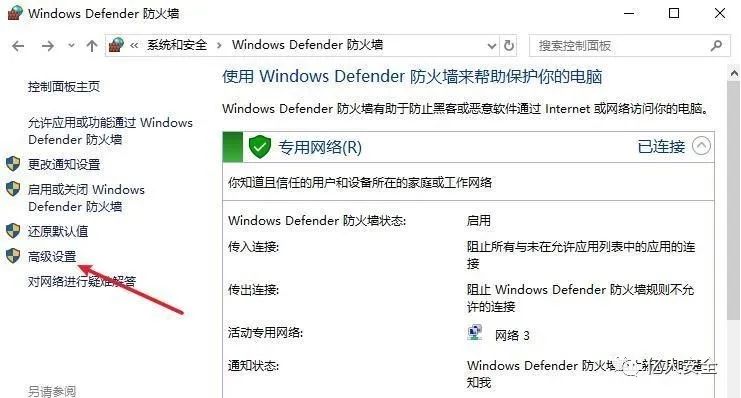 Windows Defender 防火墙
系统和安全 Windows Defender 防火墙
搜索控制面板
控制面板主页
允许应用或功能通过 Windows
Defender 防火墙
更改通知设置
启用或关闭 Windows
Defender 防火墙
还原默认值
高级设置
对网络进行疑难解答
另请参阅
使用 Windows Defender 防火墙来帮助保护你的电脑
Windows Defender 防火墙有助于防止黑客或恶意软件通过 Internet 或网络访问你的电脑。
专用网络(R) 已连接
你知道且信任的用户和设备所在的家庭或工作网络
Windows Defender 防火墙状态: 启用
传入连接: 阻止所有与未在允许应用列表中的应用的连
接
传出连接: 阻止 Windows Defender 防火墙规则不允
许的连接
活动专用网络: 网络 3
通知状态: Windows Defender 防火墙
知我
亿人安全